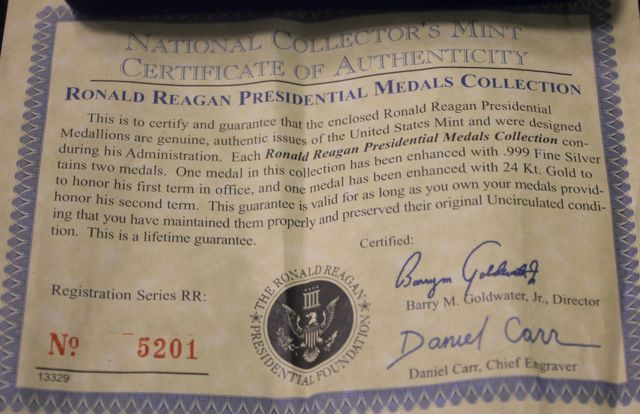 NATIONAL COLLECTOR'S MINT
CERTIFICATE OF AUTHENTICITY
RONALD REAGAN PRESIDENTIAL MEDALS COLLECTION
This is to certify and guarantee that the enclosed Ronald Reagan Presidential
Medallions are genuine, authentic issues of the United States Mint and were designed
during his Administration. Each Ronald Reagan Presidential Medals Collection con-
tains two medals. One medal in this collection has been enhanced with .999 Fine Silver
to honor his first term in office, and one medal has been enhanced with 24 Kt. Gold to
honor his second term. This guarantee is valid for as long as you own your medals provid-
ing that you have maintained them properly and preserved their original Uncirculated condi-
tion. This is a lifetime guarantee.
Certified:
Barry M. Goldwater, Jr.
Barry M. Goldwater, Jr., Director
Daniel Carr
Daniel Carr, Chief Engraver
Registration Series RR:
No 5201
13329
THE RONALD REAGAN
PRESIDENTIAL FOUNDATION